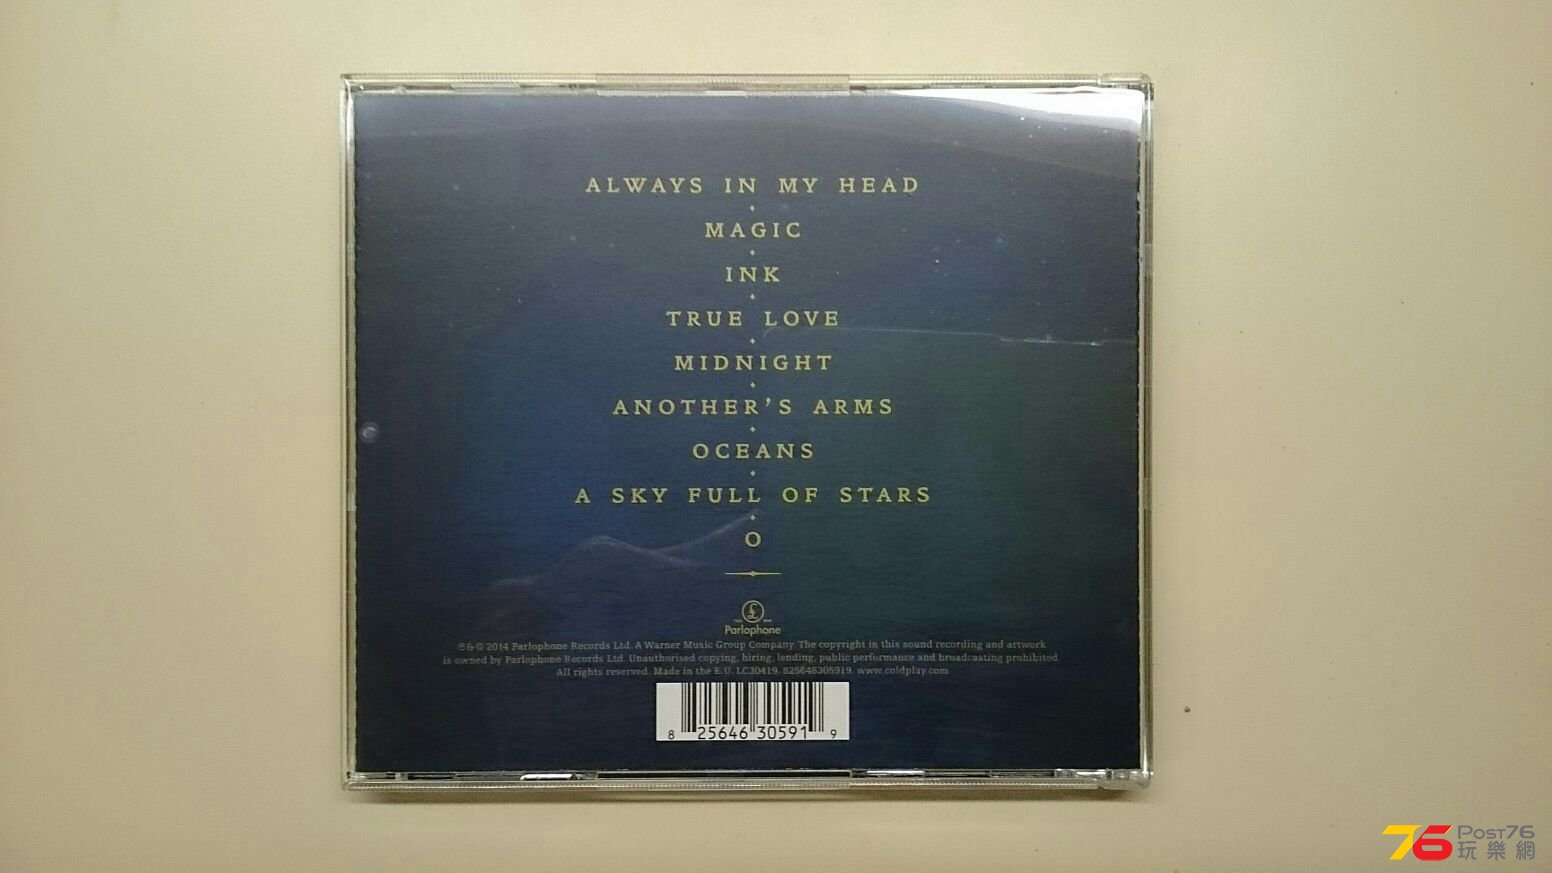 ALWAYS IN MY HEAD
MAGIC
INK
TRUE LOVE
MIDNIGHT
ANOTHER'S ARMS
OCEANS
A SKY FULL OF STARS
O
Parlophone
℗&© 2014 Parlophone Records Ltd. A Warner Music Group Company. The copyright in this sound recording and artwork
is owned by Parlophone Records Ltd. Unauthorised copying, hiring, lending, public performance and broadcasting prohibited.
All rights reserved. Made in the E.U. LC30419. 825646305919. www.coldplay.com
8 25646 30591 9
76 POST76
玩樂網